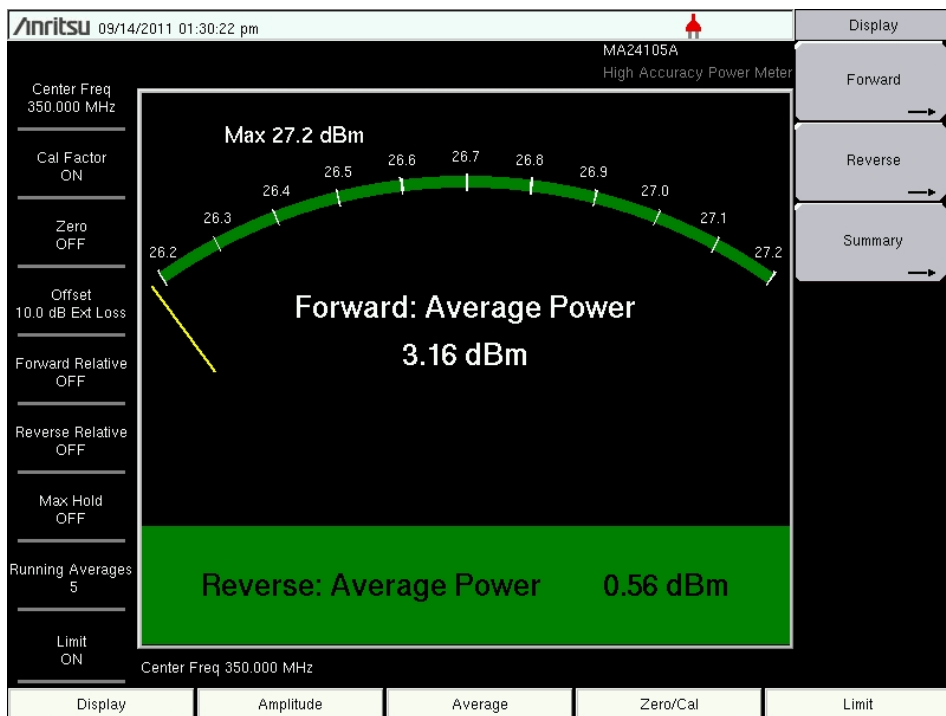 Anritsu 09/14/2011 01:30:22 pm
MA24105A
High Accuracy Power Meter
Center Freq
350.000 MHz
Cal Factor
ON
Zero
OFF
Offset
10.0 dB Ext Loss
Forward Relative
OFF
Reverse Relative
OFF
Max Hold
OFF
Running Averages
5
Limit
ON
Max 27.2 dBm
26.2 26.3 26.4 26.5 26.6 26.7 26.8 26.9 27.0 27.1 27.2
Forward: Average Power
3.16 dBm
Reverse: Average Power 0.56 dBm
Center Freq 350.000 MHz
Display
Forward
Reverse
Summary
Display Amplitude Average Zero/Cal Limit